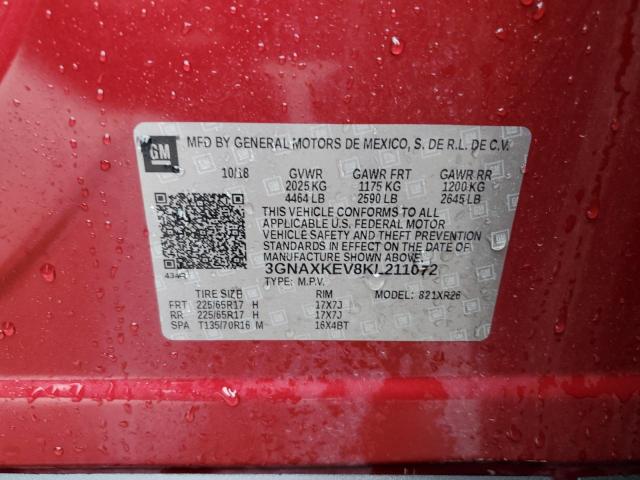 GM
MFD BY GENERAL MOTORS DE MEXICO, S. DE R.L. DE C.V.
10/18 GVWR GAWR FRT GAWR RR
2025 KG 1175 KG 1200 KG
4464 LB 2590 LB 2645 LB
THIS VEHICLE CONFORMS TO ALL
APPLICABLE U.S. FEDERAL MOTOR
VEHICLE SAFETY AND THEFT PREVENTION
STANDARDS IN EFFECT ON THE DATE OF
MANUFACTURE SHOWN ABOVE.
3GNAXKEV8KL211072
TYPE: M.P.V. MODEL: 821XR26
TIRE SIZE RIM
FRT 225/65R17 H 17X7J
RR 225/65R17 H 17X7J
SPA T135/70R16 M 16X4BT